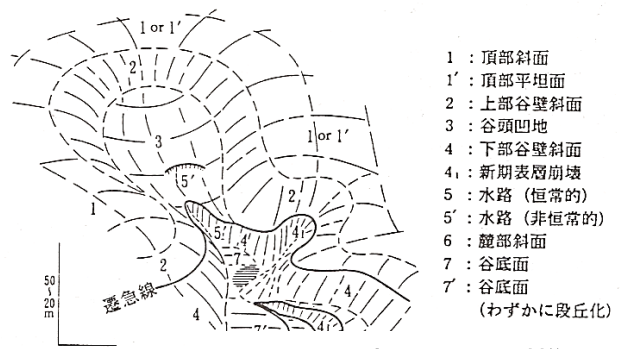 1 or 1′
2
3
5′
1 or 1′
2
1
5
4
4₁
7
2
遷急線
50
〜
20
m
4
4
7′
4₁
1 : 頂部斜面
1′ : 頂部平坦面
2 : 上部谷壁斜面
3 : 谷頭凹地
4 : 下部谷壁斜面
4₁ : 新期表層崩壊
5 : 水路 (恒常的)
5′ : 水路 (非恒常的)
6 : 麓部斜面
7 : 谷底面
7′ : 谷底面
(わずかに段丘化)